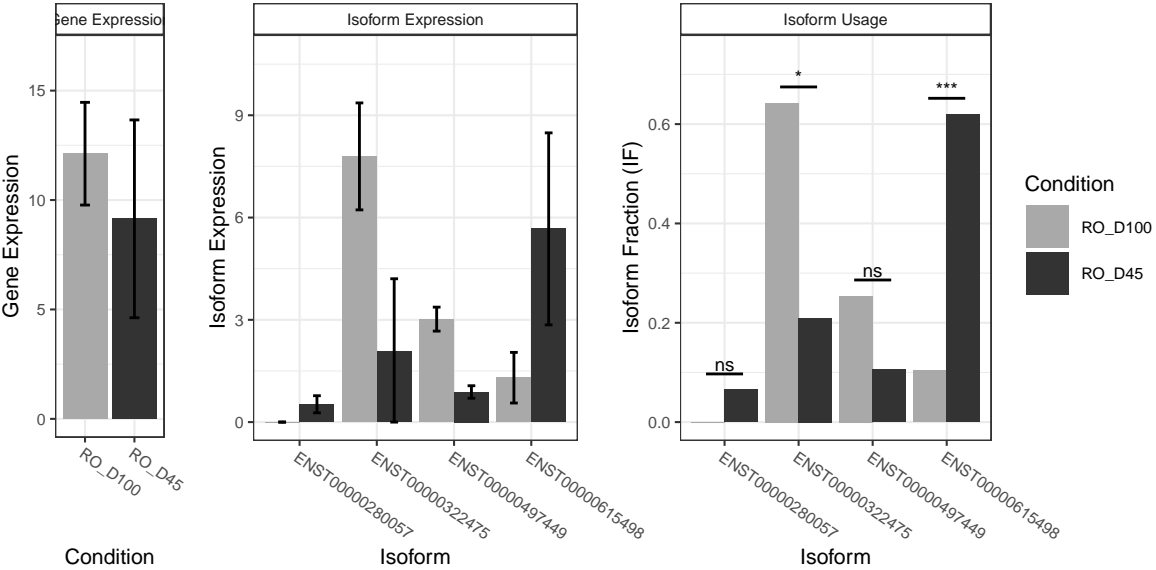 Gene Expression
Isoform Expression
Isoform Usage
Gene Expression
15
10
5
0
RO_D100
RO_D45
Condition
Isoform Expression
9
6
3
0
ENST00000280057
ENST00000322475
ENST00000497449
ENST00000615498
Isoform
Isoform Fraction (IF)
0.6
0.4
0.2
0.0
ns
*
ns
***
ENST00000280057
ENST00000322475
ENST00000497449
ENST00000615498
Isoform
Condition
RO_D100
RO_D45